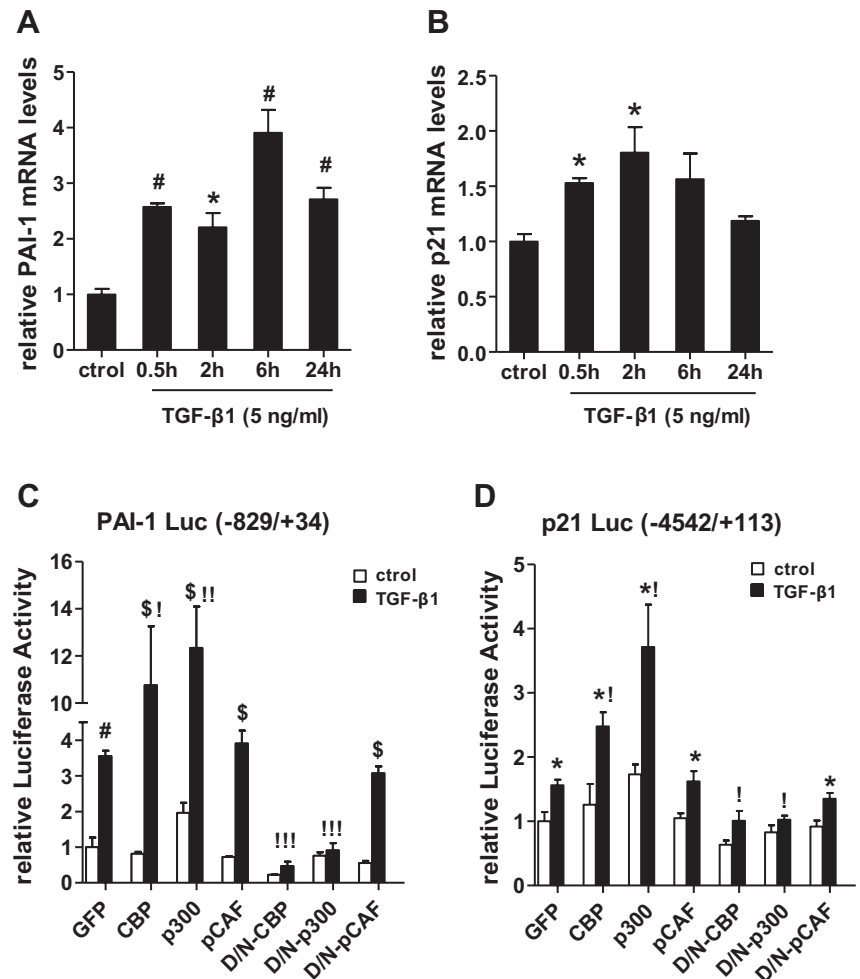 A
relative PAI-1 mRNA levels
5
4
3
2
1
0
# * # #
ctrol 0.5h 2h 6h 24h
TGF-β1 (5 ng/ml)
B
relative p21 mRNA levels
2.5
2.0
1.5
1.0
0.5
0.0
* *
ctrol 0.5h 2h 6h 24h
TGF-β1 (5 ng/ml)
C
PAI-1 Luc (-829/+34)
relative Luciferase Activity
16
14
12
10
4
3
2
1
0
ctrol
TGF-β1
# $! $!! $ !!! !!! $
GFP CBP p300 pCAF D/N-CBP D/N-p300 D/N-pCAF
D
p21 Luc (-4542/+113)
relative Luciferase Activity
5
4
3
2
1
0
ctrol
TGF-β1
* *! *! * ! ! *
GFP CBP p300 pCAF D/N-CBP D/N-p300 D/N-pCAF